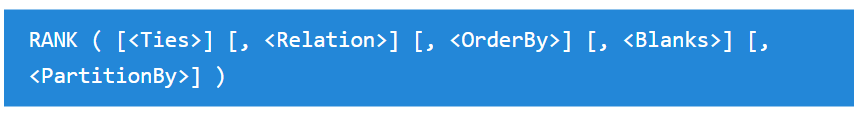 RANK ( [<Ties>] [, <Relation>] [, <OrderBy>] [, <Blanks>] [,
<PartitionBy>] )